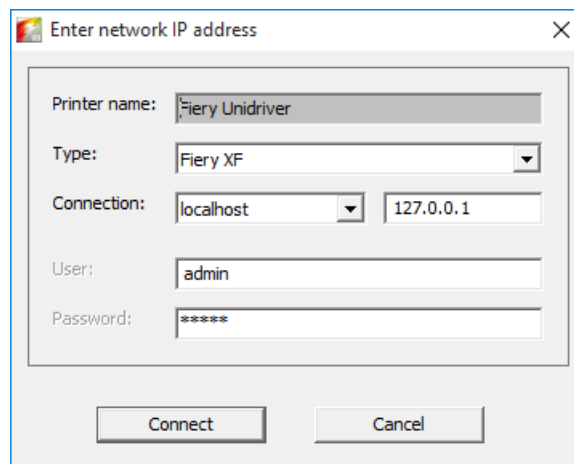 Enter network IP address
Printer name: Fiery Unidriver
Type: Fiery XF
Connection: localhost 127.0.0.1
User: admin
Password: *****
Connect Cancel